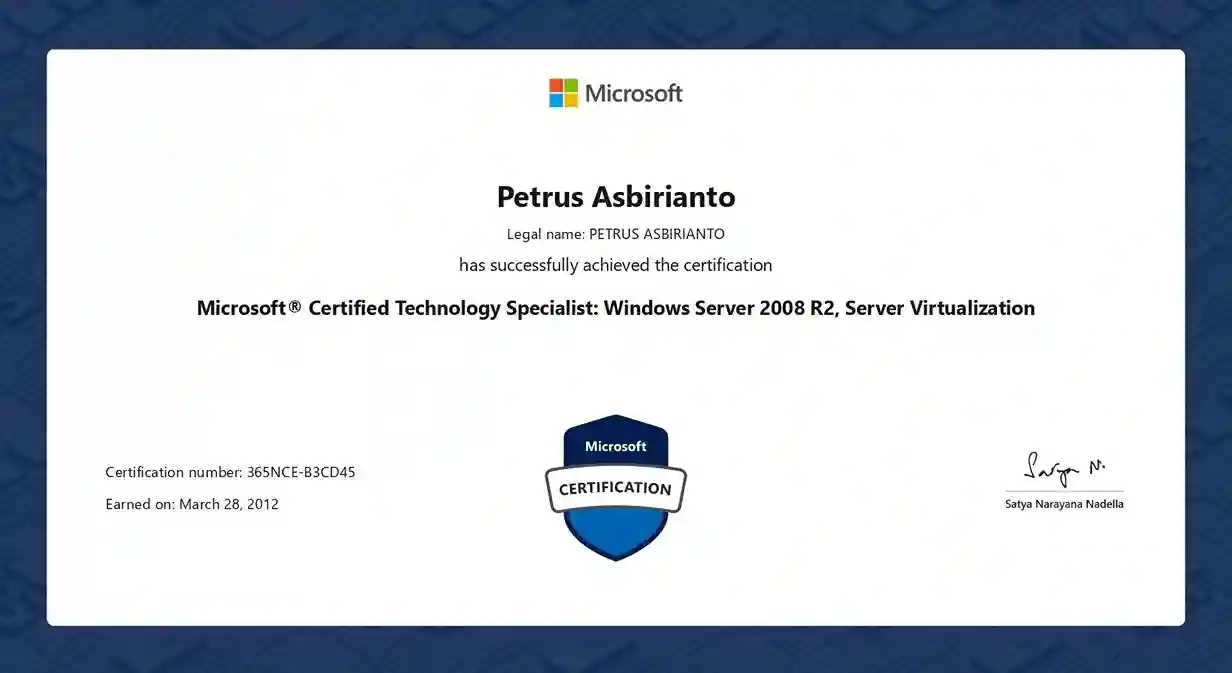 Microsoft
Petrus Asbirianto
Legal name: PETRUS ASBIRIANTO
has successfully achieved the certification
Microsoft® Certified Technology Specialist: Windows Server 2008 R2, Server Virtualization
Microsoft
CERTIFICATION
Certification number: 365NCE-B3CD45
Earned on: March 28, 2012
Satya N.
Satya Narayana Nadella